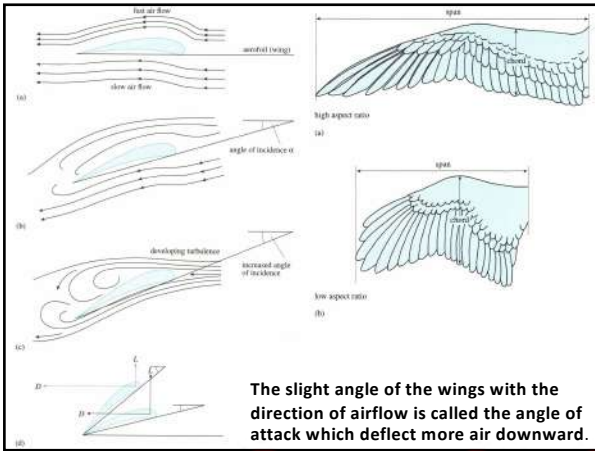 fast air flow
aerofoil (wing)
slow air flow
(a)
angle of incidence α
(b)
developing turbulence
increased angle
of incidence
(c)
L
L
D
D
(d)
span
chord
high aspect ratio
(a)
span
chord
low aspect ratio
(b)
The slight angle of the wings with the
direction of airflow is called the angle of
attack which deflect more air downward.